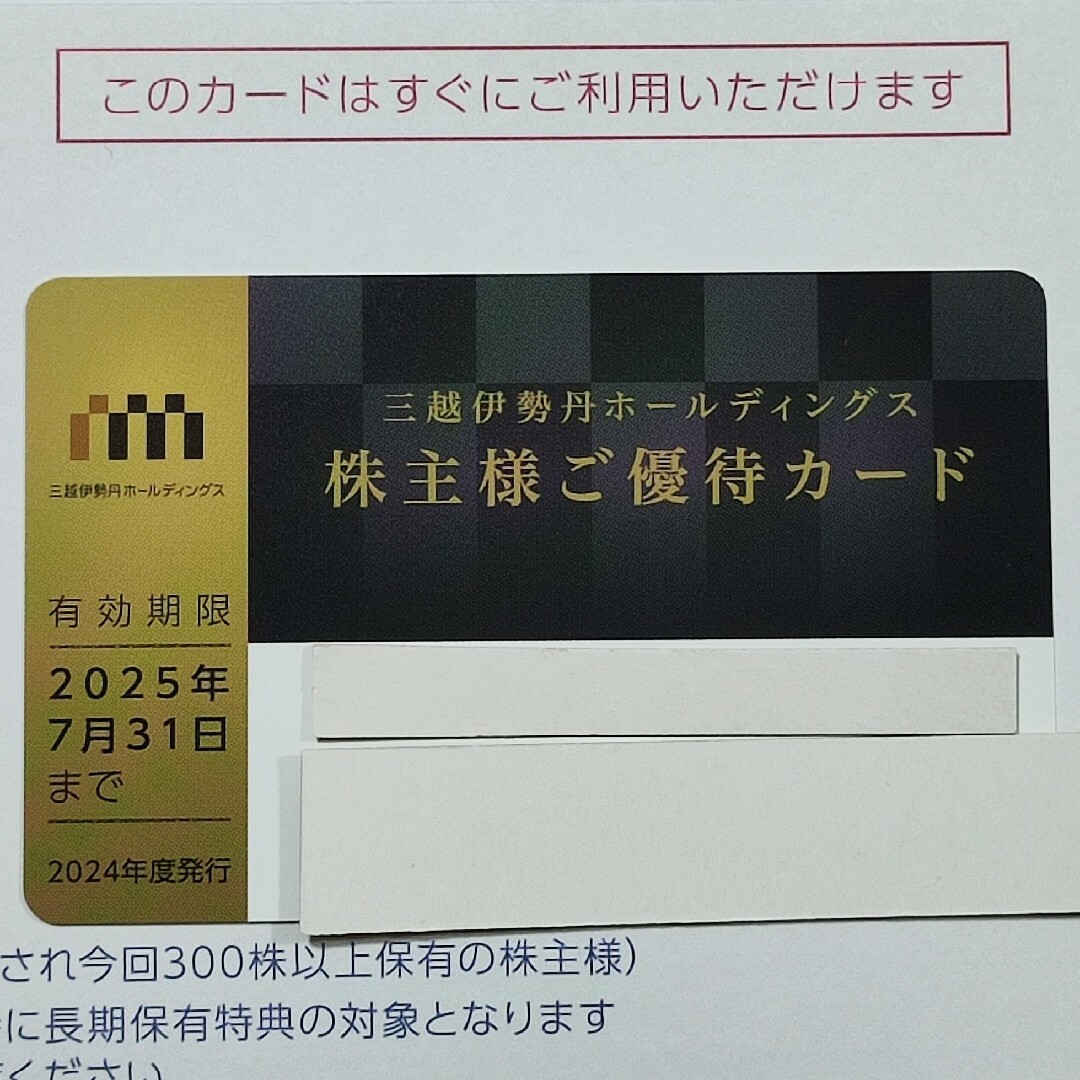 このカードはすぐにご利用いただけます
三越伊勢丹ホールディングス
株主様ご優待カード
三越伊勢丹ホールディングス
有効期限
2025年
7月31日
まで
2024年度発行
され今回300株以上保有の株主様)
に長期保有特典の対象となります
ください